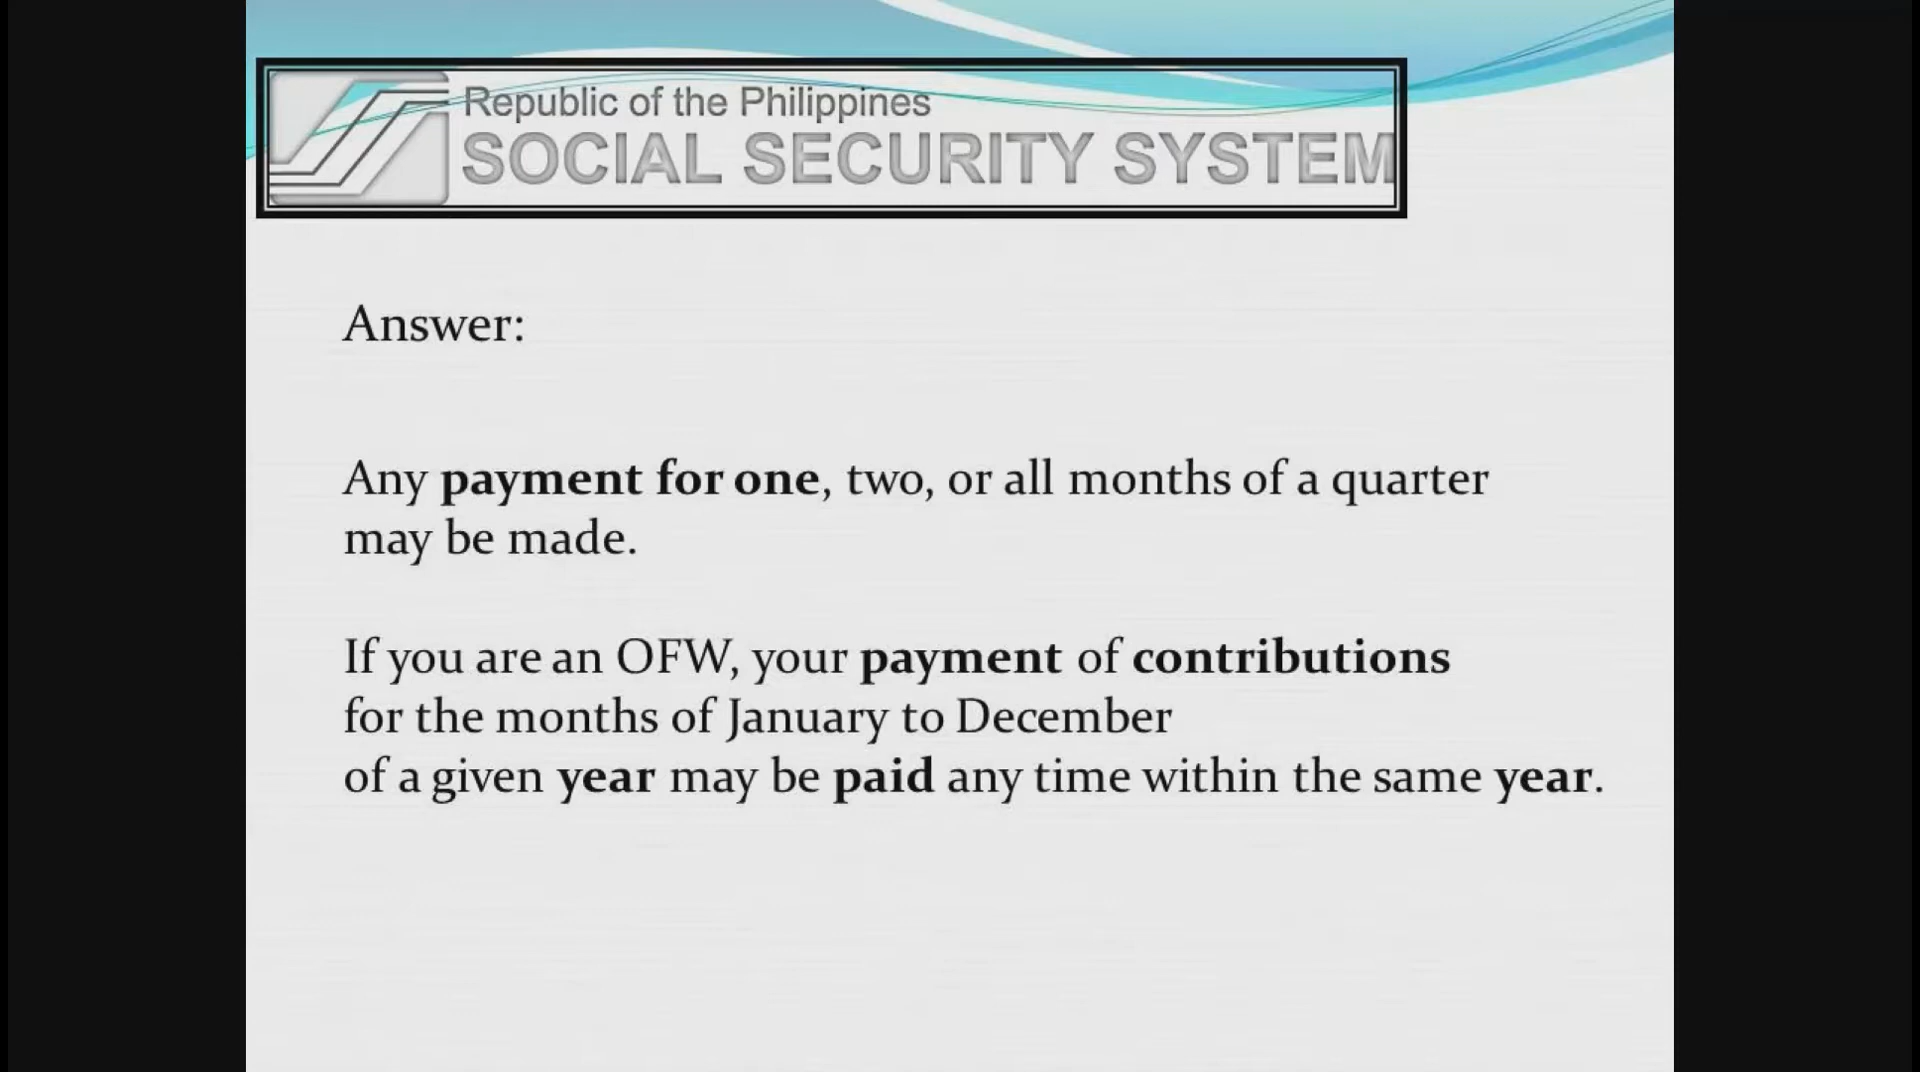 Republic of the Philippines
SOCIAL SECURITY SYSTEM
Answer:
Any payment for one, two, or all months of a quarter
may be made.
If you are an OFW, your payment of contributions
for the months of January to December
of a given year may be paid any time within the same year.